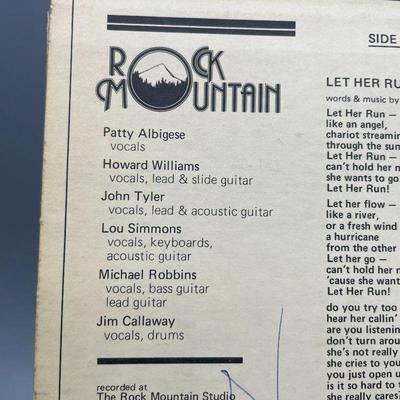 ROCK
MOUNTAIN
Patty Albigese
vocals
Howard Williams
vocals, lead & slide guitar
John Tyler
vocals, lead & acoustic guitar
Lou Simmons
vocals, keyboards,
acoustic guitar
Michael Robbins
vocals, bass guitar
lead guitar
Jim Callaway
vocals, drums
recorded at
The Rock Mountain Studio
SIDE
LET HER RU
words & music by
Let Her Run —
like an angel,
chariot streamin
through the sun
Let Her Run —
can't hold her n
she wants to go
Let Her Run!
Let her flow —
like a river,
or a fresh wind
a hurricane
from the other
Let her go —
can't hold her n
'cause she want
Let Her Run!
do you try too
hear her callin'
are you listenin
don't turn arou
she's not really
she cries to you
you just open u
is it so hard to
she really cares